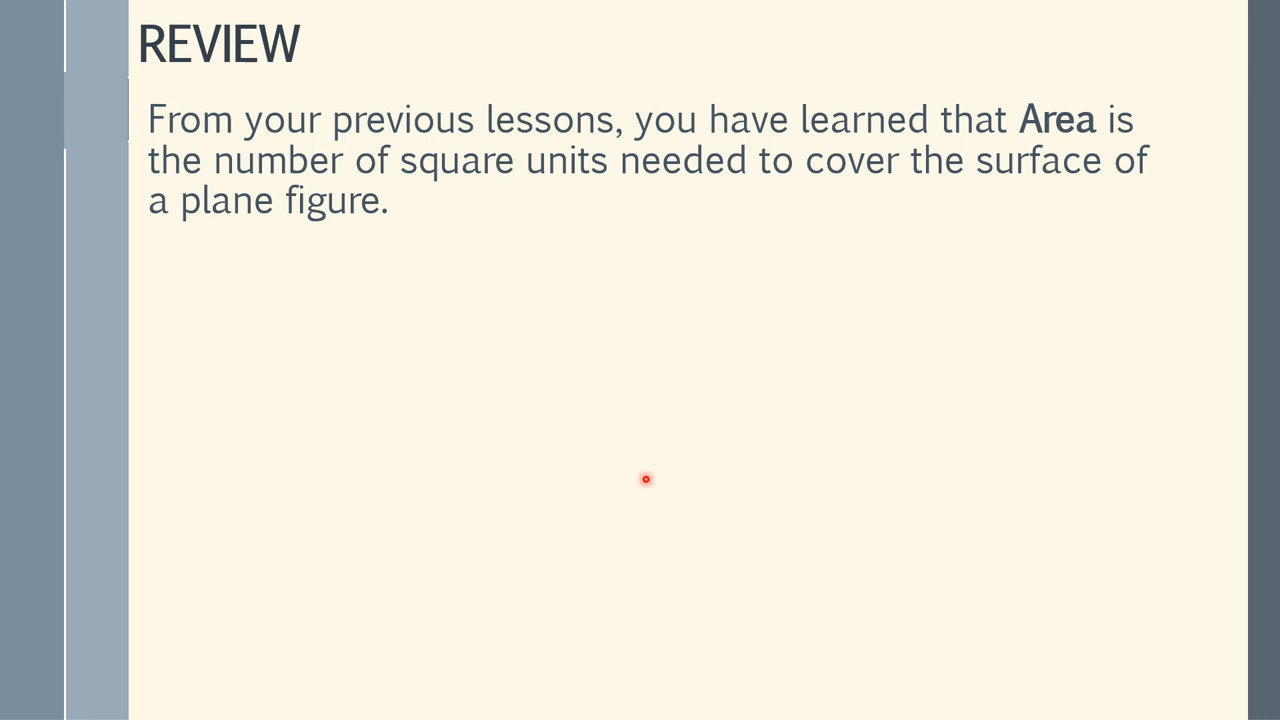 REVIEW
From your previous lessons, you have learned that Area is
the number of square units needed to cover the surface of
a plane figure.